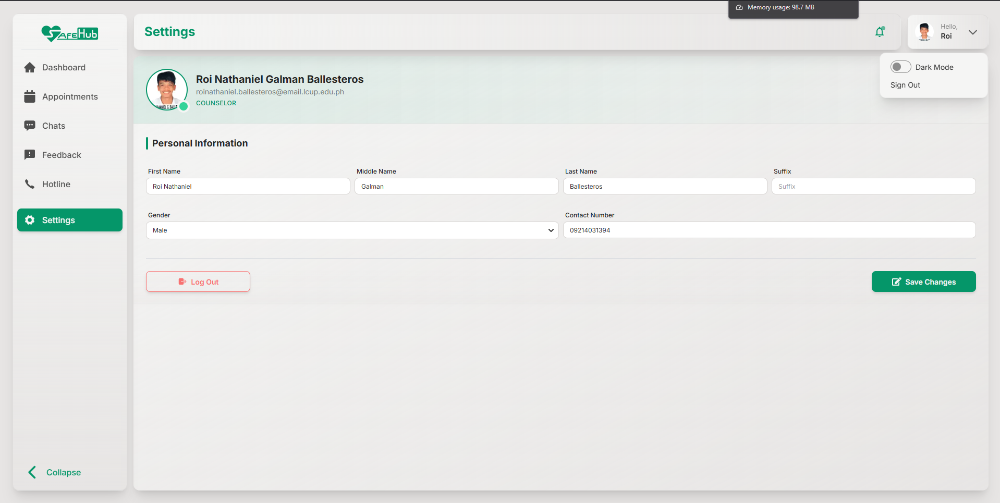 Memory usage: 98.7 MB
SAFEHub
Settings
Hello,
Roi
Dark Mode
Sign Out
Dashboard
Appointments
Chats
Feedback
Hotline
Settings
Collapse
Roi Nathaniel Galman Ballesteros
roinathaniel.ballesteros@email.lcup.edu.ph
COUNSELOR
Personal Information
First Name
Roi Nathaniel
Middle Name
Galman
Last Name
Ballesteros
Suffix
Suffix
Gender
Male
Contact Number
09214031394
Log Out
Save Changes